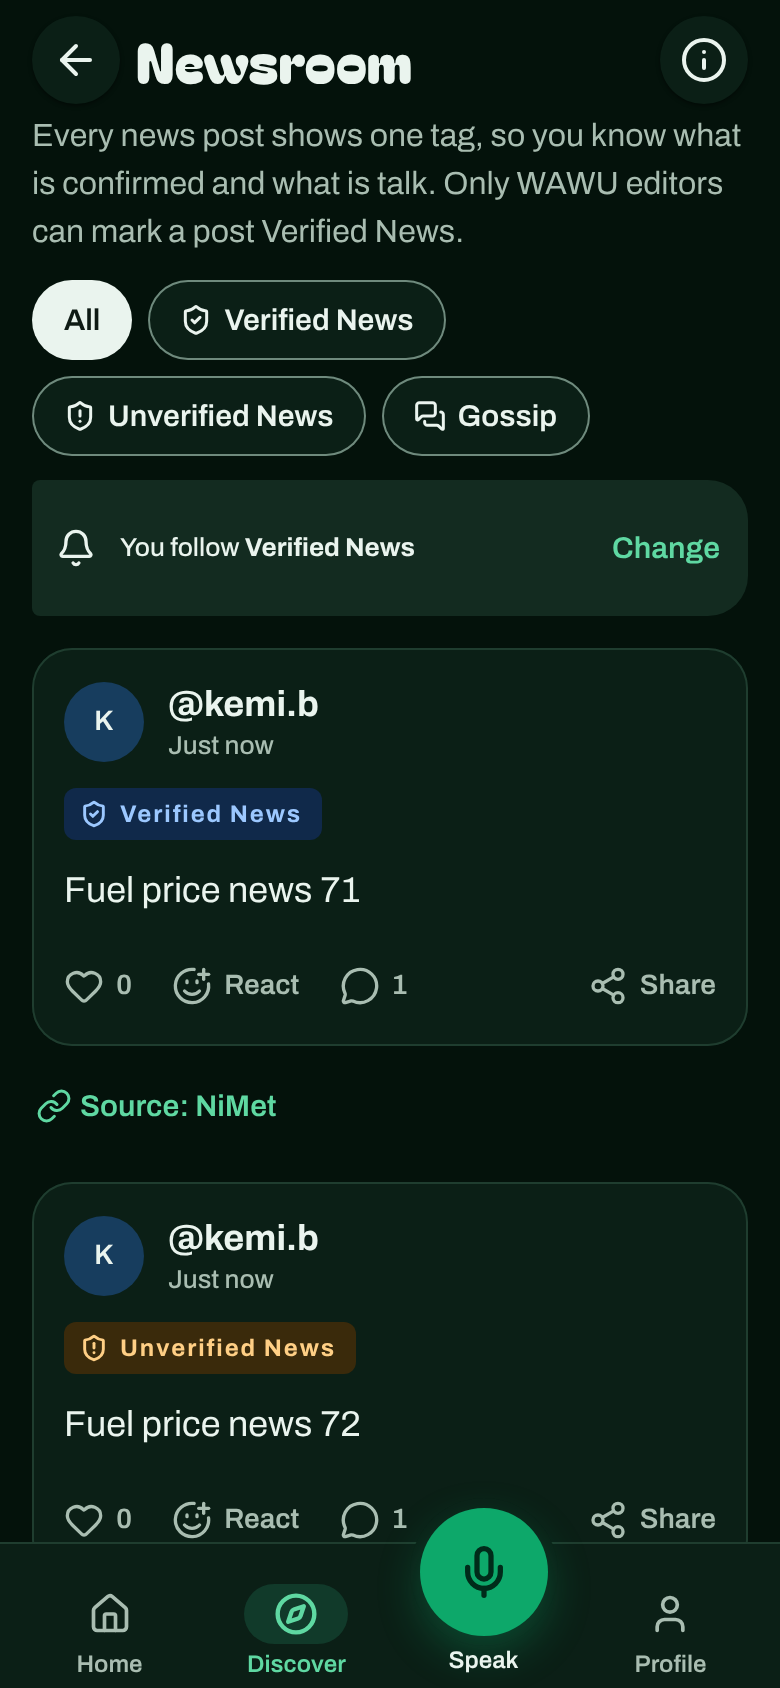 Newsroom
Every news post shows one tag, so you know what
is confirmed and what is talk. Only WAWU editors
can mark a post Verified News.
All
Verified News
Unverified News
Gossip
You follow Verified News
Change
K
@kemi.b
Just now
Verified News
Fuel price news 71
0 React 1 Share
Source: NiMet
K
@kemi.b
Just now
Unverified News
Fuel price news 72
0 React 1 Share
Home Discover Speak Profile